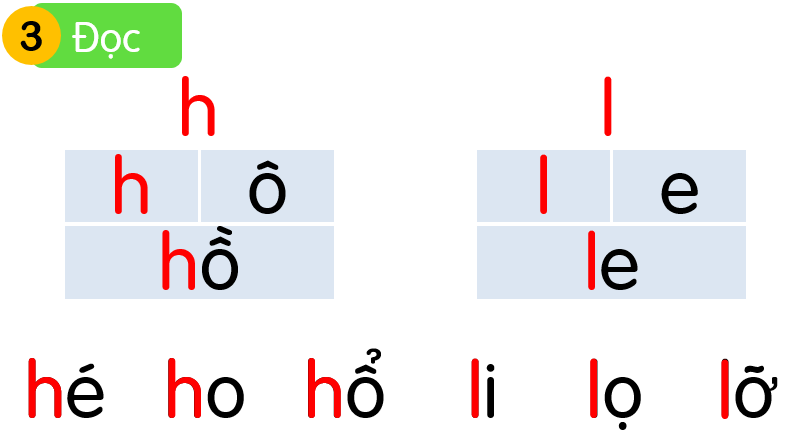 3 Đọc
h l
h ô l e
hồ le
hé ho hổ li lọ lỡ